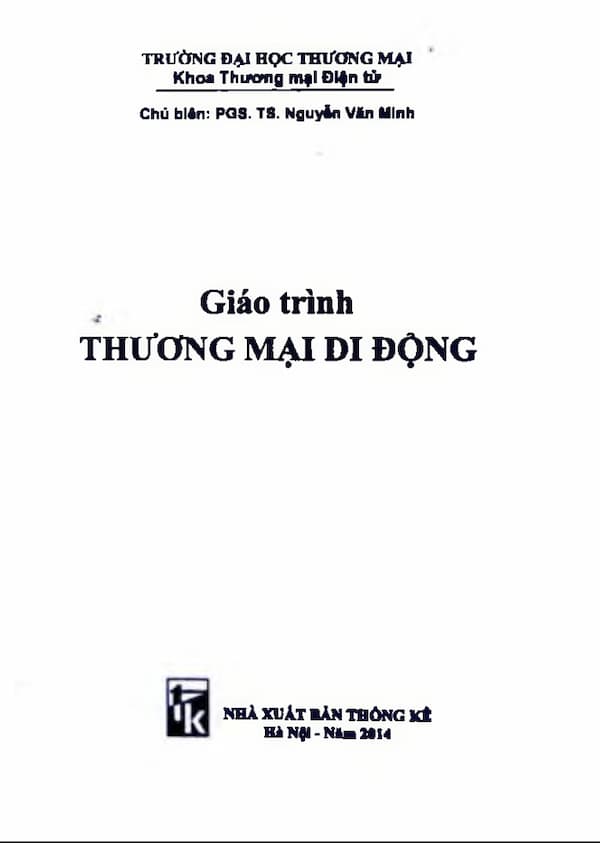 TRƯỜNG ĐẠI HỌC THƯƠNG MẠI
Khoa Thương mại Điện tử
Chủ biên: PGS. TS. Nguyễn Văn Minh
Giáo trình
THƯƠNG MẠI DI ĐỘNG
tk
NHÀ XUẤT BẢN THỐNG KÊ
Hà Nội - Năm 2014